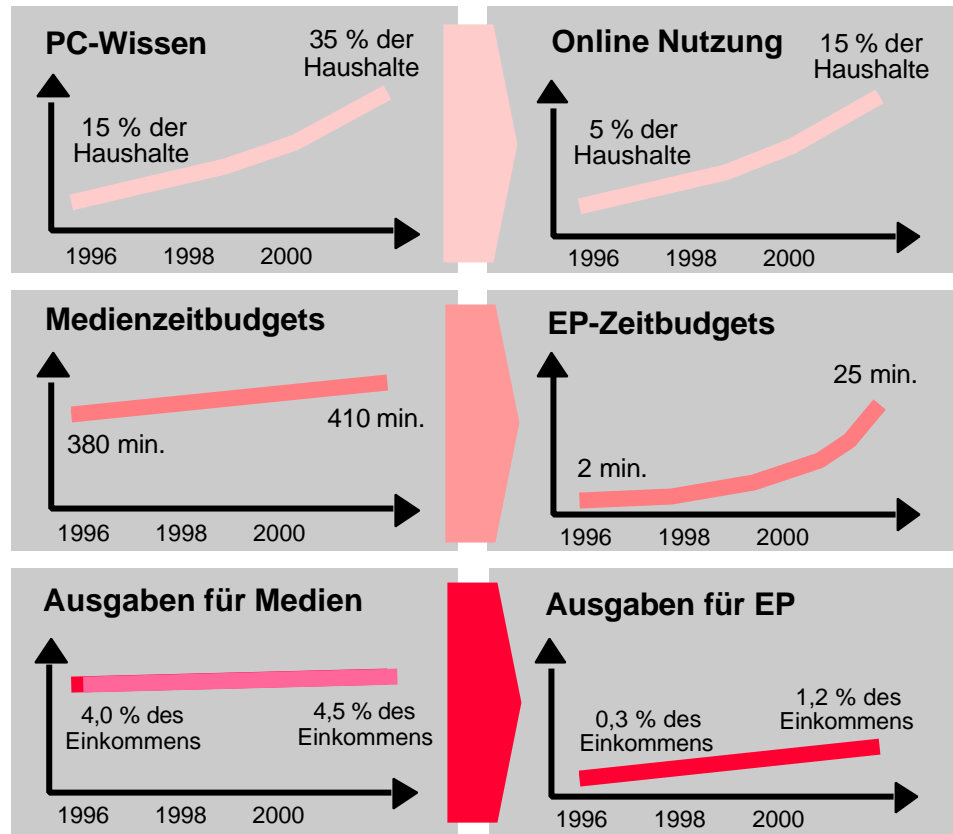 PC-Wissen
35 % der
Haushalte
15 % der
Haushalte
1996 1998 2000
Online Nutzung
15 % der
Haushalte
5 % der
Haushalte
1996 1998 2000
Medienzeitbudgets
380 min.
410 min.
1996 1998 2000
EP-Zeitbudgets
25 min.
2 min.
1996 1998 2000
Ausgaben für Medien
4,0 % des
Einkommens
4,5 % des
Einkommens
1996 1998 2000
Ausgaben für EP
0,3 % des
Einkommens
1,2 % des
Einkommens
1996 1998 2000